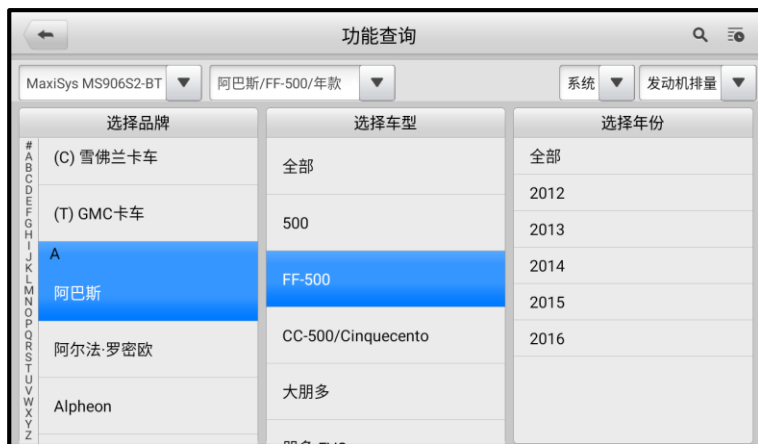 功能查询
MaxiSys MS906S2-BT
阿巴斯/FF-500/年款
系统
发动机排量
选择品牌
选择车型
选择年份
#
A
B
C
D
E
F
G
H
I
J
K
L
M
N
O
P
Q
R
S
T
U
V
W
X
Y
Z
(C) 雪佛兰卡车
(T) GMC卡车
A
阿巴斯
阿尔法·罗密欧
Alpheon
全部
500
FF-500
CC-500/Cinquecento
大朋多
全部
2012
2013
2014
2015
2016